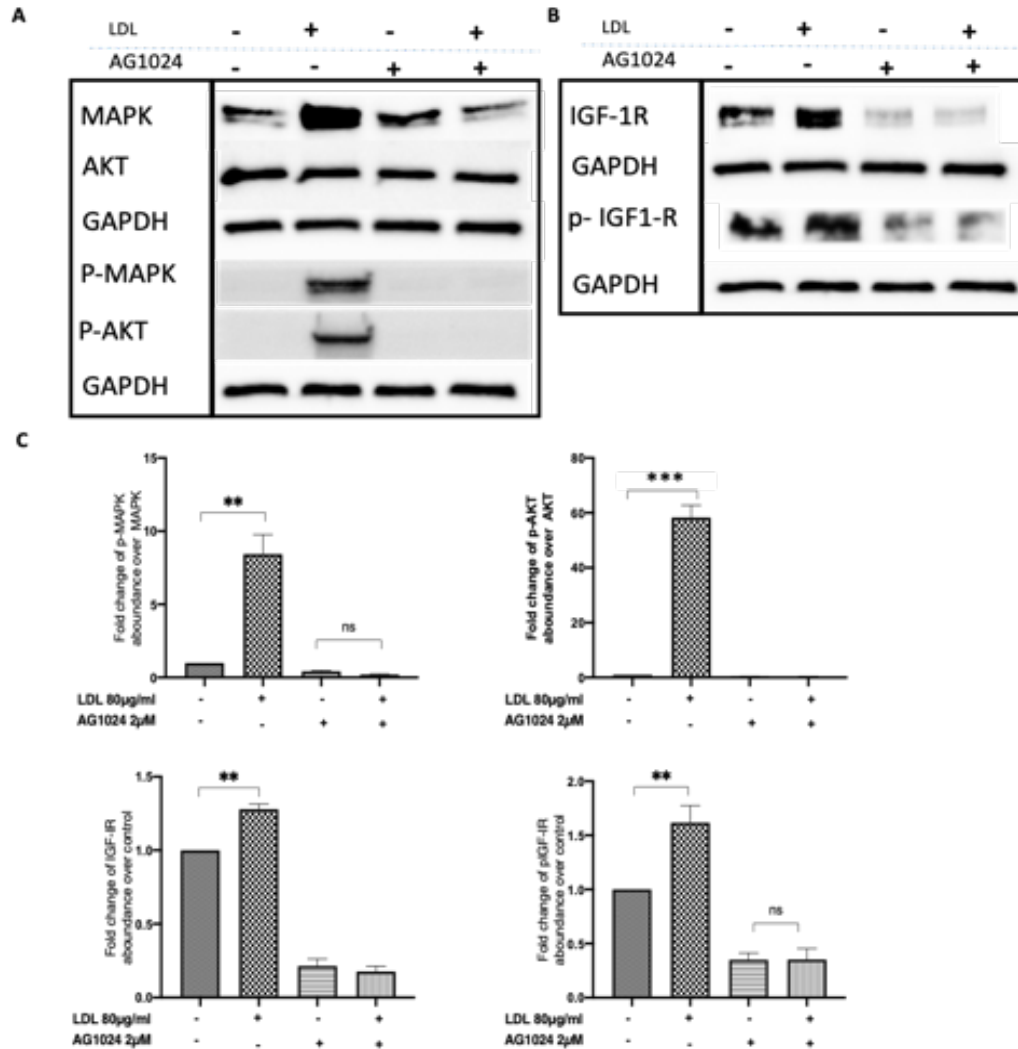 A
LDL - + - +
AG1024 - - + +
MAPK
AKT
GAPDH
P-MAPK
P-AKT
GAPDH
B
LDL - + - +
AG1024 - - + +
IGF-1R
GAPDH
p- IGF1-R
GAPDH
C
Fold change of p-MAPK
aboundance over MAPK
15
10
5
0
**
ns
LDL 80µg/ml - + - +
AG1024 2µM - - + +
Fold change of p-AKT
aboundance over AKT
80
60
40
20
0
***
LDL 80µg/ml - + - +
AG1024 2µM - - + +
Fold change of IGF-IR
aboundance over control
1.5
1.0
0.5
0.0
**
LDL 80µg/ml - + - +
AG1024 2µM - - + +
Fold change of pIGF-IR
aboundance over control
2.0
1.5
1.0
0.5
0.0
**
ns
LDL 80µg/ml - + - +
AG1024 2µM - - + +